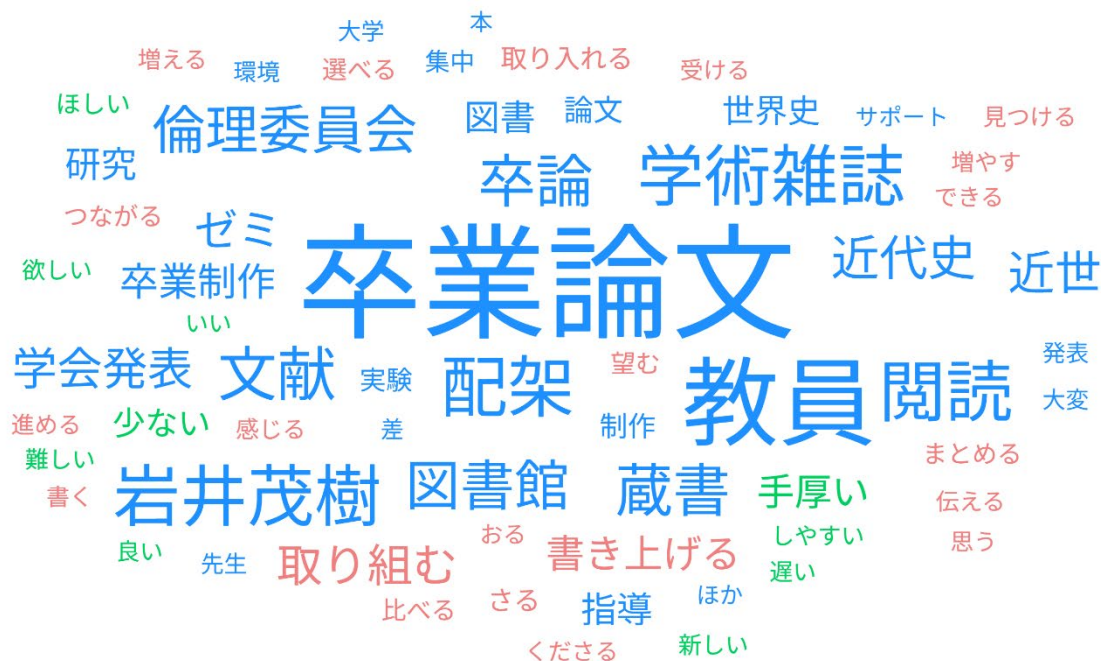 本
大学
増える
環境
選べる
集中
取り入れる
受ける
ほしい
倫理委員会
図書
論文
世界史
サポート
見つける
研究
卒論
学術雑誌
増やす
できる
つながる
ゼミ
卒業論文
近代史
近世
欲しい
卒業制作
いい
学会発表
文献
実験
配架
望む
教員
閲読
発表
大変
進める
少ない
感じる
差
制作
まとめる
難しい
書く
岩井茂樹
図書館
蔵書
手厚い
伝える
良い
先生
取り組む
おる
書き上げる
しやすい
思う
遅い
比べる
さる
指導
ほか
くださる
新しい